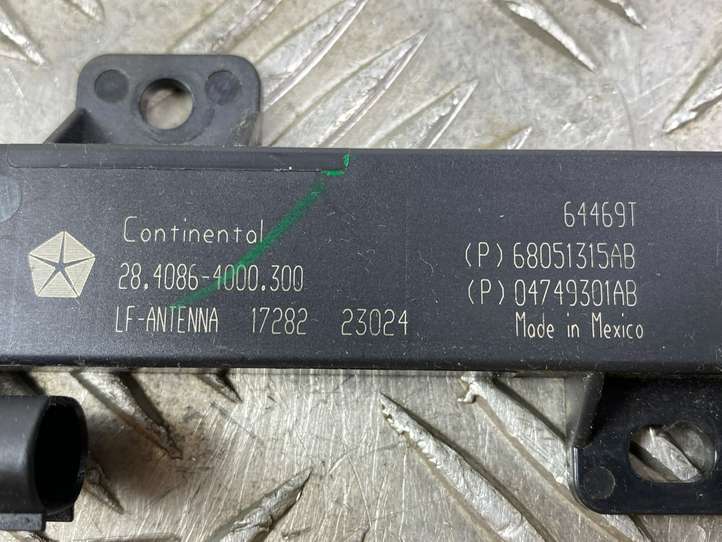 Continental
28.4086-4000.300
LF-ANTENNA 17282 23024
64469T
(P) 68051315AB
(P) 04749301AB
Made in Mexico